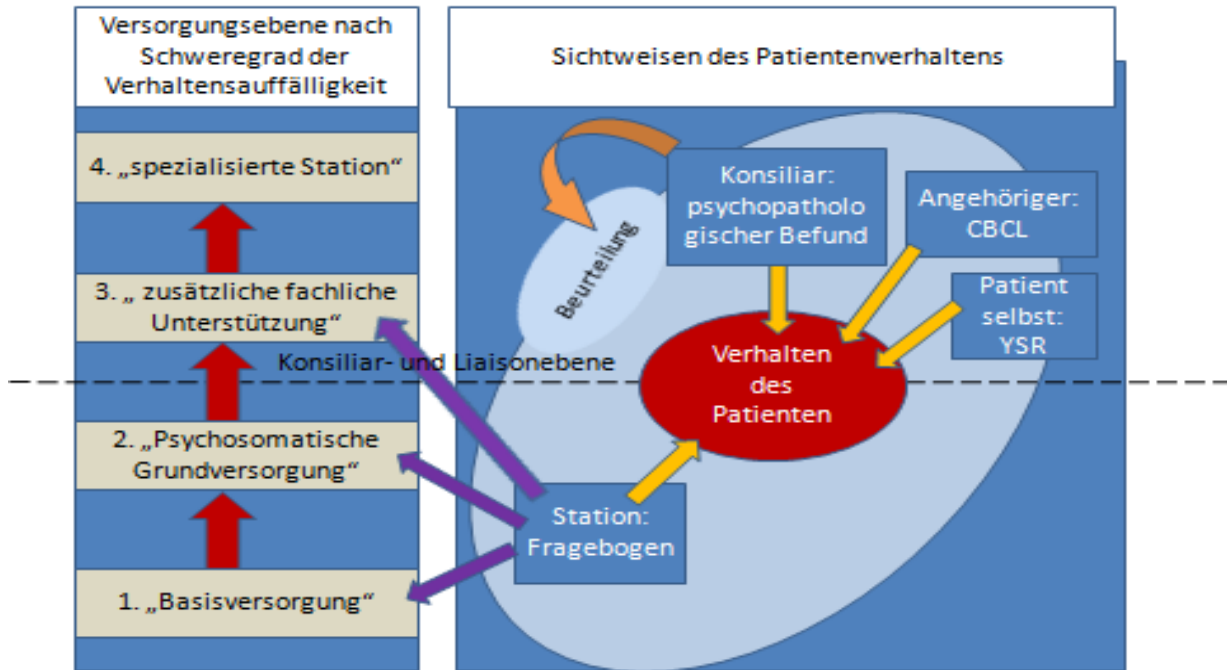 Versorgungsebene nach
Schweregrad der
Verhaltensauffälligkeit
Sichtweisen des Patientenverhaltens
4. „spezialisierte Station“
3. „ zusätzliche fachliche
Unterstützung“
Konsiliar- und Liaisonebene
2. „Psychosomatische
Grundversorgung“
1. „Basisversorgung“
Beurteilung
Konsiliar:
psychopatholo
gischer Befund
Angehöriger:
CBCL
Patient
selbst:
YSR
Verhalten
des
Patienten
Station:
Fragebogen